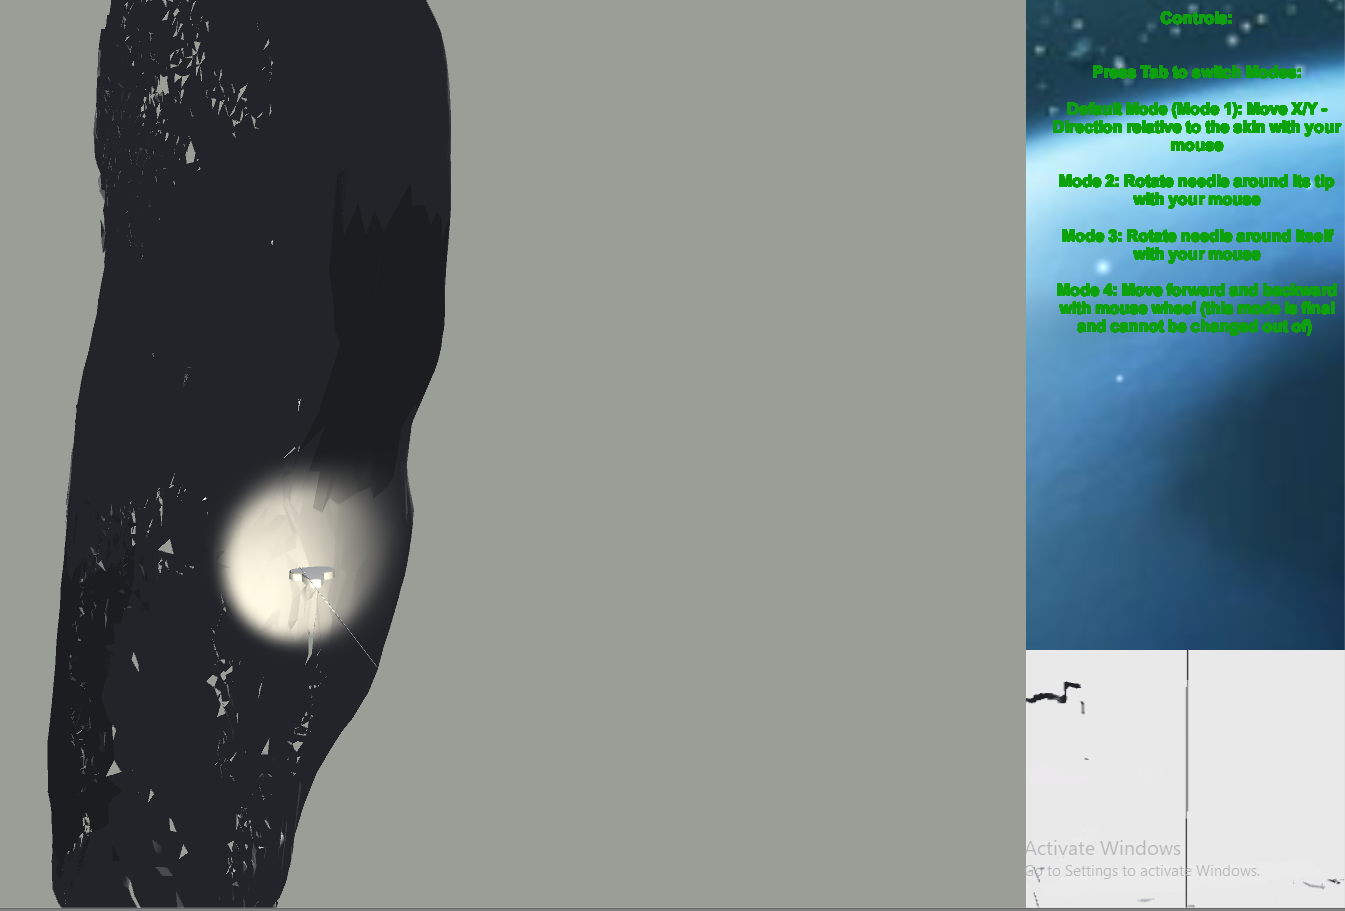 Controls:
Press Tab to switch Modes:
Default Mode (Mode 1): Move X/Y -
Direction relative to the skin with your
mouse
Mode 2: Rotate needle around its tip
with your mouse
Mode 3: Rotate needle around itself
with your mouse
Mode 4: Move forward and backward
with mouse wheel (this mode is final
and cannot be changed out of)
Activate Windows
Go to Settings to activate Windows.